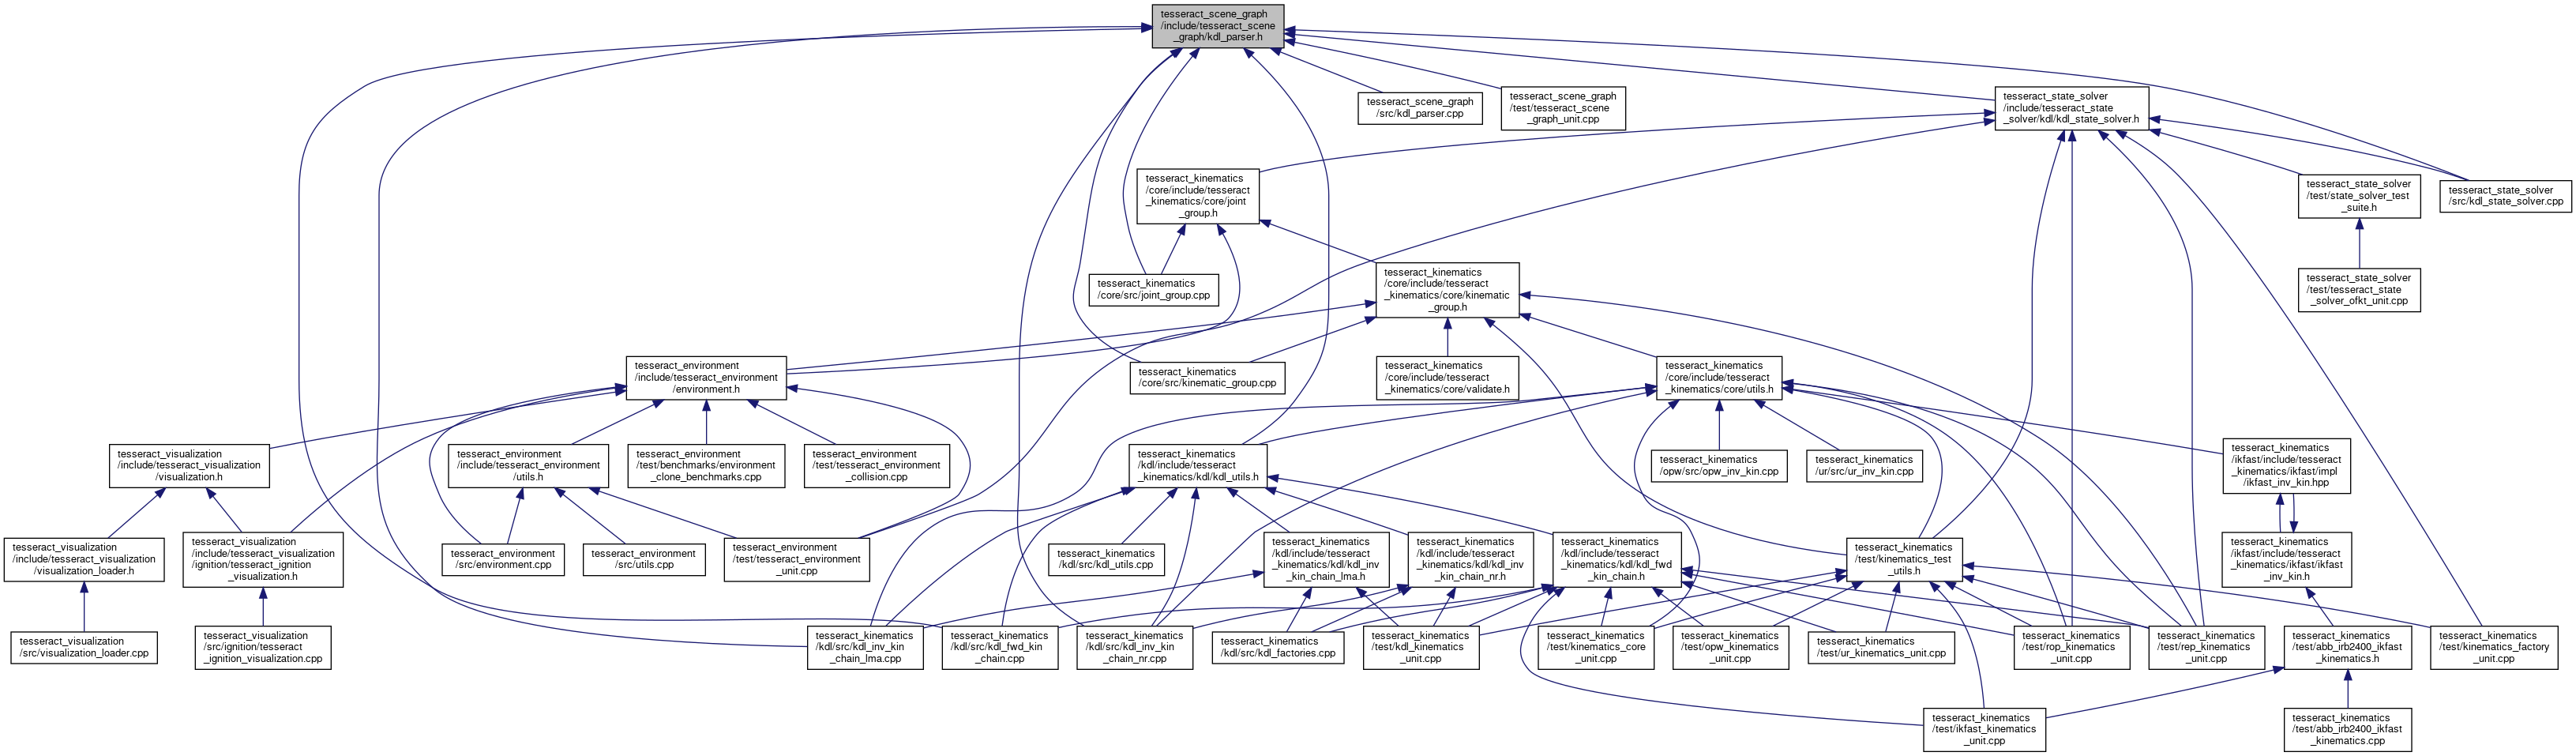 tesseract_scene_graph
/include/tesseract_scene
_graph/kdl_parser.h
tesseract_scene_graph
/src/kdl_parser.cpp
tesseract_scene_graph
/test/tesseract_scene
_graph_unit.cpp
tesseract_state_solver
/include/tesseract_state
_solver/kdl/kdl_state_solver.h
tesseract_kinematics
/core/include/tesseract
_kinematics/core/joint
_group.h
tesseract_state_solver
/test/state_solver_test
_suite.h
tesseract_state_solver
/src/kdl_state_solver.cpp
tesseract_kinematics
/core/src/joint_group.cpp
tesseract_kinematics
/core/include/tesseract
_kinematics/core/kinematic
_group.h
tesseract_state_solver
/test/tesseract_state
_solver_ofkt_unit.cpp
tesseract_environment
/include/tesseract_environment
/environment.h
tesseract_kinematics
/core/src/kinematic_group.cpp
tesseract_kinematics
/core/include/tesseract
_kinematics/core/validate.h
tesseract_kinematics
/core/include/tesseract
_kinematics/core/utils.h
tesseract_visualization
/include/tesseract_visualization
/visualization.h
tesseract_environment
/include/tesseract_environment
/utils.h
tesseract_environment
/test/benchmarks/environment
_clone_benchmarks.cpp
tesseract_environment
/test/tesseract_environment
_collision.cpp
tesseract_kinematics
/kdl/include/tesseract
_kinematics/kdl/kdl_utils.h
tesseract_kinematics
/opw/src/opw_inv_kin.cpp
tesseract_kinematics
/ur/src/ur_inv_kin.cpp
tesseract_kinematics
/ikfast/include/tesseract
_kinematics/ikfast/impl
/ikfast_inv_kin.hpp
tesseract_visualization
/include/tesseract_visualization
/visualization_loader.h
tesseract_visualization
/include/tesseract_visualization
/ignition/tesseract_ignition
_visualization.h
tesseract_environment
/src/environment.cpp
tesseract_environment
/src/utils.cpp
tesseract_environment
/test/tesseract_environment
_unit.cpp
tesseract_kinematics
/kdl/src/kdl_utils.cpp
tesseract_kinematics
/kdl/include/tesseract
_kinematics/kdl/kdl_inv
_kin_chain_lma.h
tesseract_kinematics
/kdl/include/tesseract
_kinematics/kdl/kdl_inv
_kin_chain_nr.h
tesseract_kinematics
/kdl/include/tesseract
_kinematics/kdl/kdl_fwd
_kin_chain.h
tesseract_kinematics
/test/kinematics_test
_utils.h
tesseract_kinematics
/ikfast/include/tesseract
_kinematics/ikfast/ikfast
_inv_kin.h
tesseract_visualization
/src/visualization_loader.cpp
tesseract_visualization
/src/ignition/tesseract
_ignition_visualization.cpp
tesseract_kinematics
/kdl/src/kdl_inv_kin
_chain_lma.cpp
tesseract_kinematics
/kdl/src/kdl_fwd_kin
_chain.cpp
tesseract_kinematics
/kdl/src/kdl_inv_kin
_chain_nr.cpp
tesseract_kinematics
/kdl/src/kdl_factories.cpp
tesseract_kinematics
/test/kdl_kinematics
_unit.cpp
tesseract_kinematics
/test/kinematics_core
_unit.cpp
tesseract_kinematics
/test/opw_kinematics
_unit.cpp
tesseract_kinematics
/test/ur_kinematics_unit.cpp
tesseract_kinematics
/test/rop_kinematics
_unit.cpp
tesseract_kinematics
/test/rep_kinematics
_unit.cpp
tesseract_kinematics
/test/abb_irb2400_ikfast
_kinematics.h
tesseract_kinematics
/test/kinematics_factory
_unit.cpp
tesseract_kinematics
/test/ikfast_kinematics
_unit.cpp
tesseract_kinematics
/test/abb_irb2400_ikfast
_kinematics.cpp